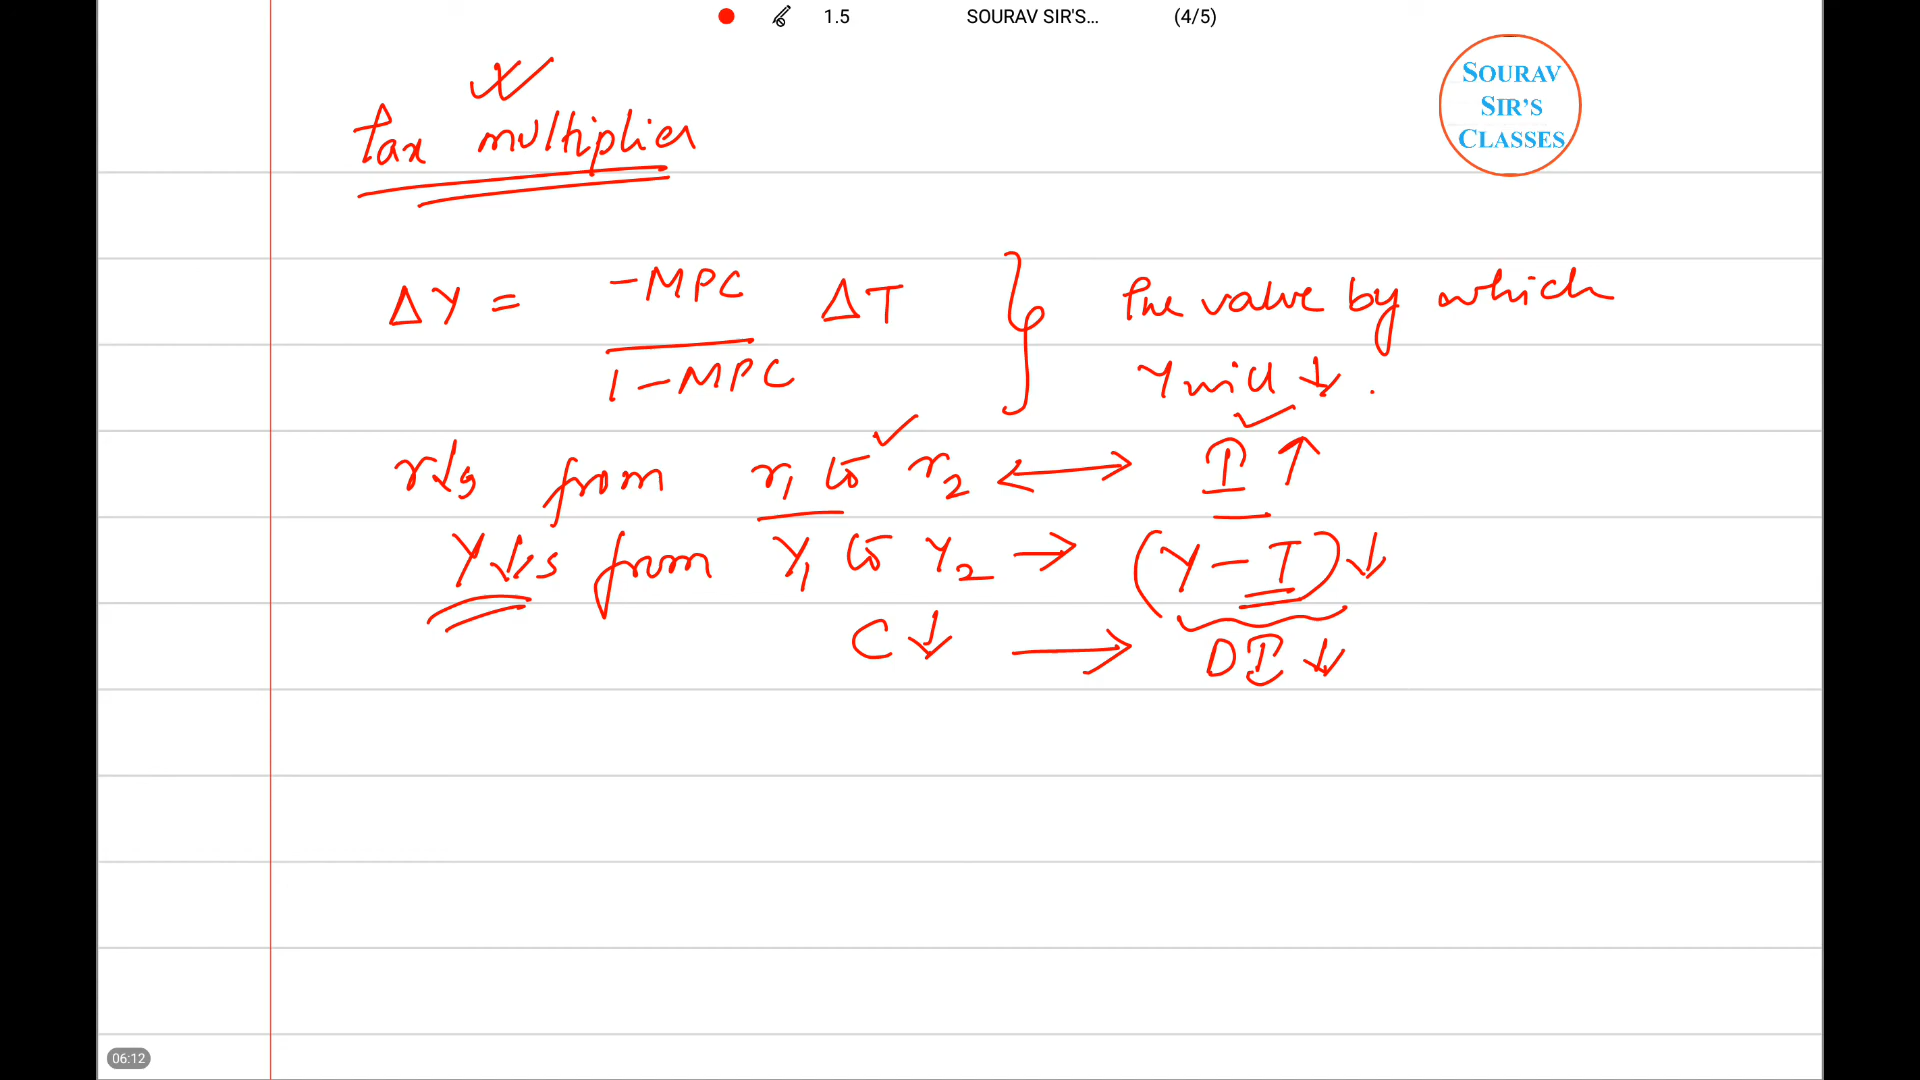 1.5 SOURAV SIR'S... (4/5)
SOURAV
SIR'S
CLASSES
Tax multiplier
ΔY = -MPC / 1-MPC ΔT } The value by which
Y will ↓ .
r↓s from r₁ to r₂ ↔ I ↑
Y↓s from Y₁ to Y₂ → (Y - T)↓
C↓ → DI ↓
06:12